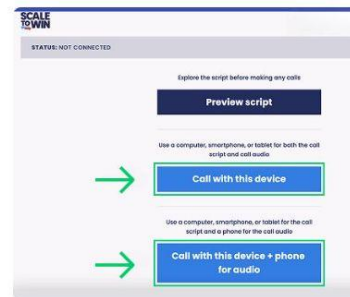 SCALE
TO WIN
STATUS: NOT CONNECTED
Explore the script before making any calls
Preview script
Use a computer, smartphone, or tablet for both the call
script and call audio
Call with this device
Use a computer, smartphone, or tablet for the call
script and a phone for the call audio
Call with this device + phone
for audio